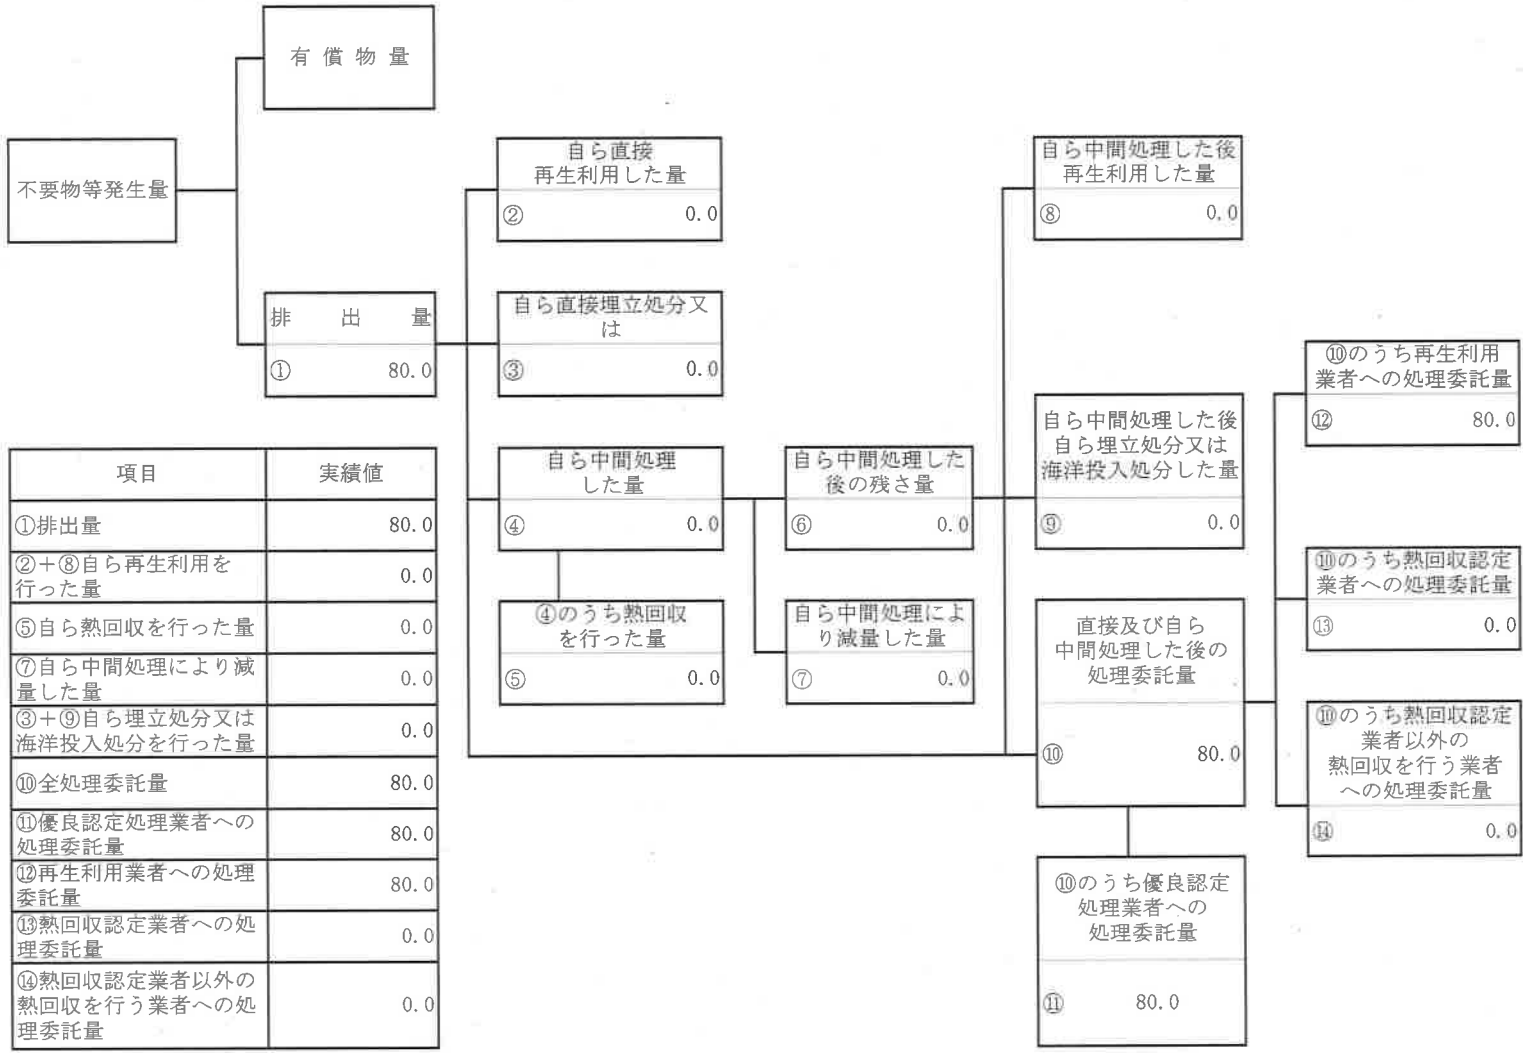 有償物量
不要物等発生量
排出量
① 80.0
自ら直接
再生利用した量
② 0.0
自ら直接埋立処分又
は
③ 0.0
自ら中間処理
した量
④ 0.0
④のうち熱回収
を行った量
⑤ 0.0
自ら中間処理した
後の残さ量
⑥ 0.0
自ら中間処理によ
り減量した量
⑦ 0.0
自ら中間処理した後
再生利用した量
⑧ 0.0
自ら中間処理した後
自ら埋立処分又は
海洋投入処分した量
⑨ 0.0
直接及び自ら
中間処理した後の
処理委託量
⑩ 80.0
⑩のうち優良認定
処理業者への
処理委託量
⑪ 80.0
⑩のうち再生利用
業者への処理委託量
⑫ 80.0
⑩のうち熱回収認定
業者への処理委託量
⑬ 0.0
⑩のうち熱回収認定
業者以外の
熱回収を行う業者
への処理委託量
⑭ 0.0
項目 実績値
①排出量 80.0
②＋⑧自ら再生利用を
行った量 0.0
⑤自ら熱回収を行った量 0.0
⑦自ら中間処理により減
量した量 0.0
③＋⑨自ら埋立処分又は
海洋投入処分を行った量 0.0
⑩全処理委託量 80.0
⑪優良認定処理業者への
処理委託量 80.0
⑫再生利用業者への処理
委託量 80.0
⑬熱回収認定業者への処
理委託量 0.0
⑭熱回収認定業者以外の
熱回収を行う業者への処
理委託量 0.0